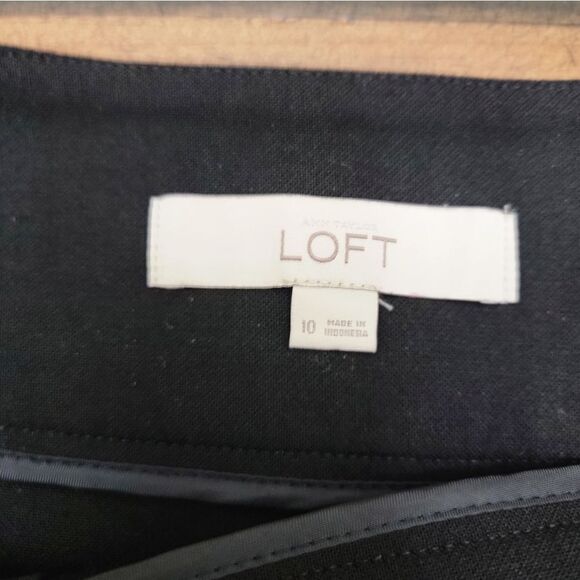 ANN TAYLOR
LOFT
10
MADE IN
INDONESIA